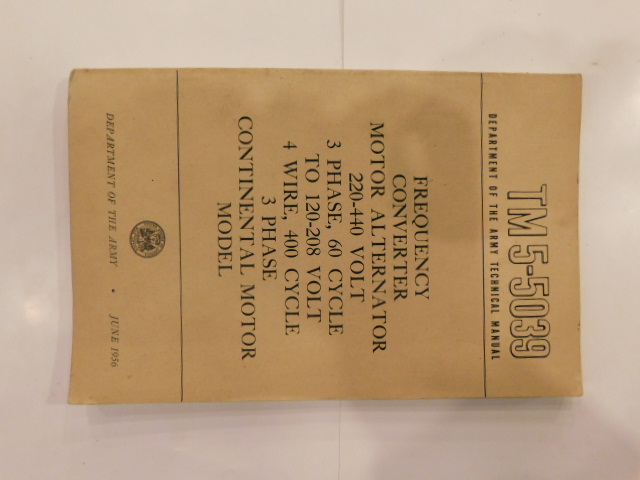 TM 5-5039
DEPARTMENT OF THE ARMY TECHNICAL MANUAL
FREQUENCY
CONVERTER
MOTOR ALTERNATOR
220-440 VOLT
3 PHASE, 60 CYCLE
TO 120-208 VOLT
4 WIRE, 400 CYCLE
3 PHASE
CONTINENTAL MOTOR
MODEL
DEPARTMENT OF THE ARMY • JUNE 1956